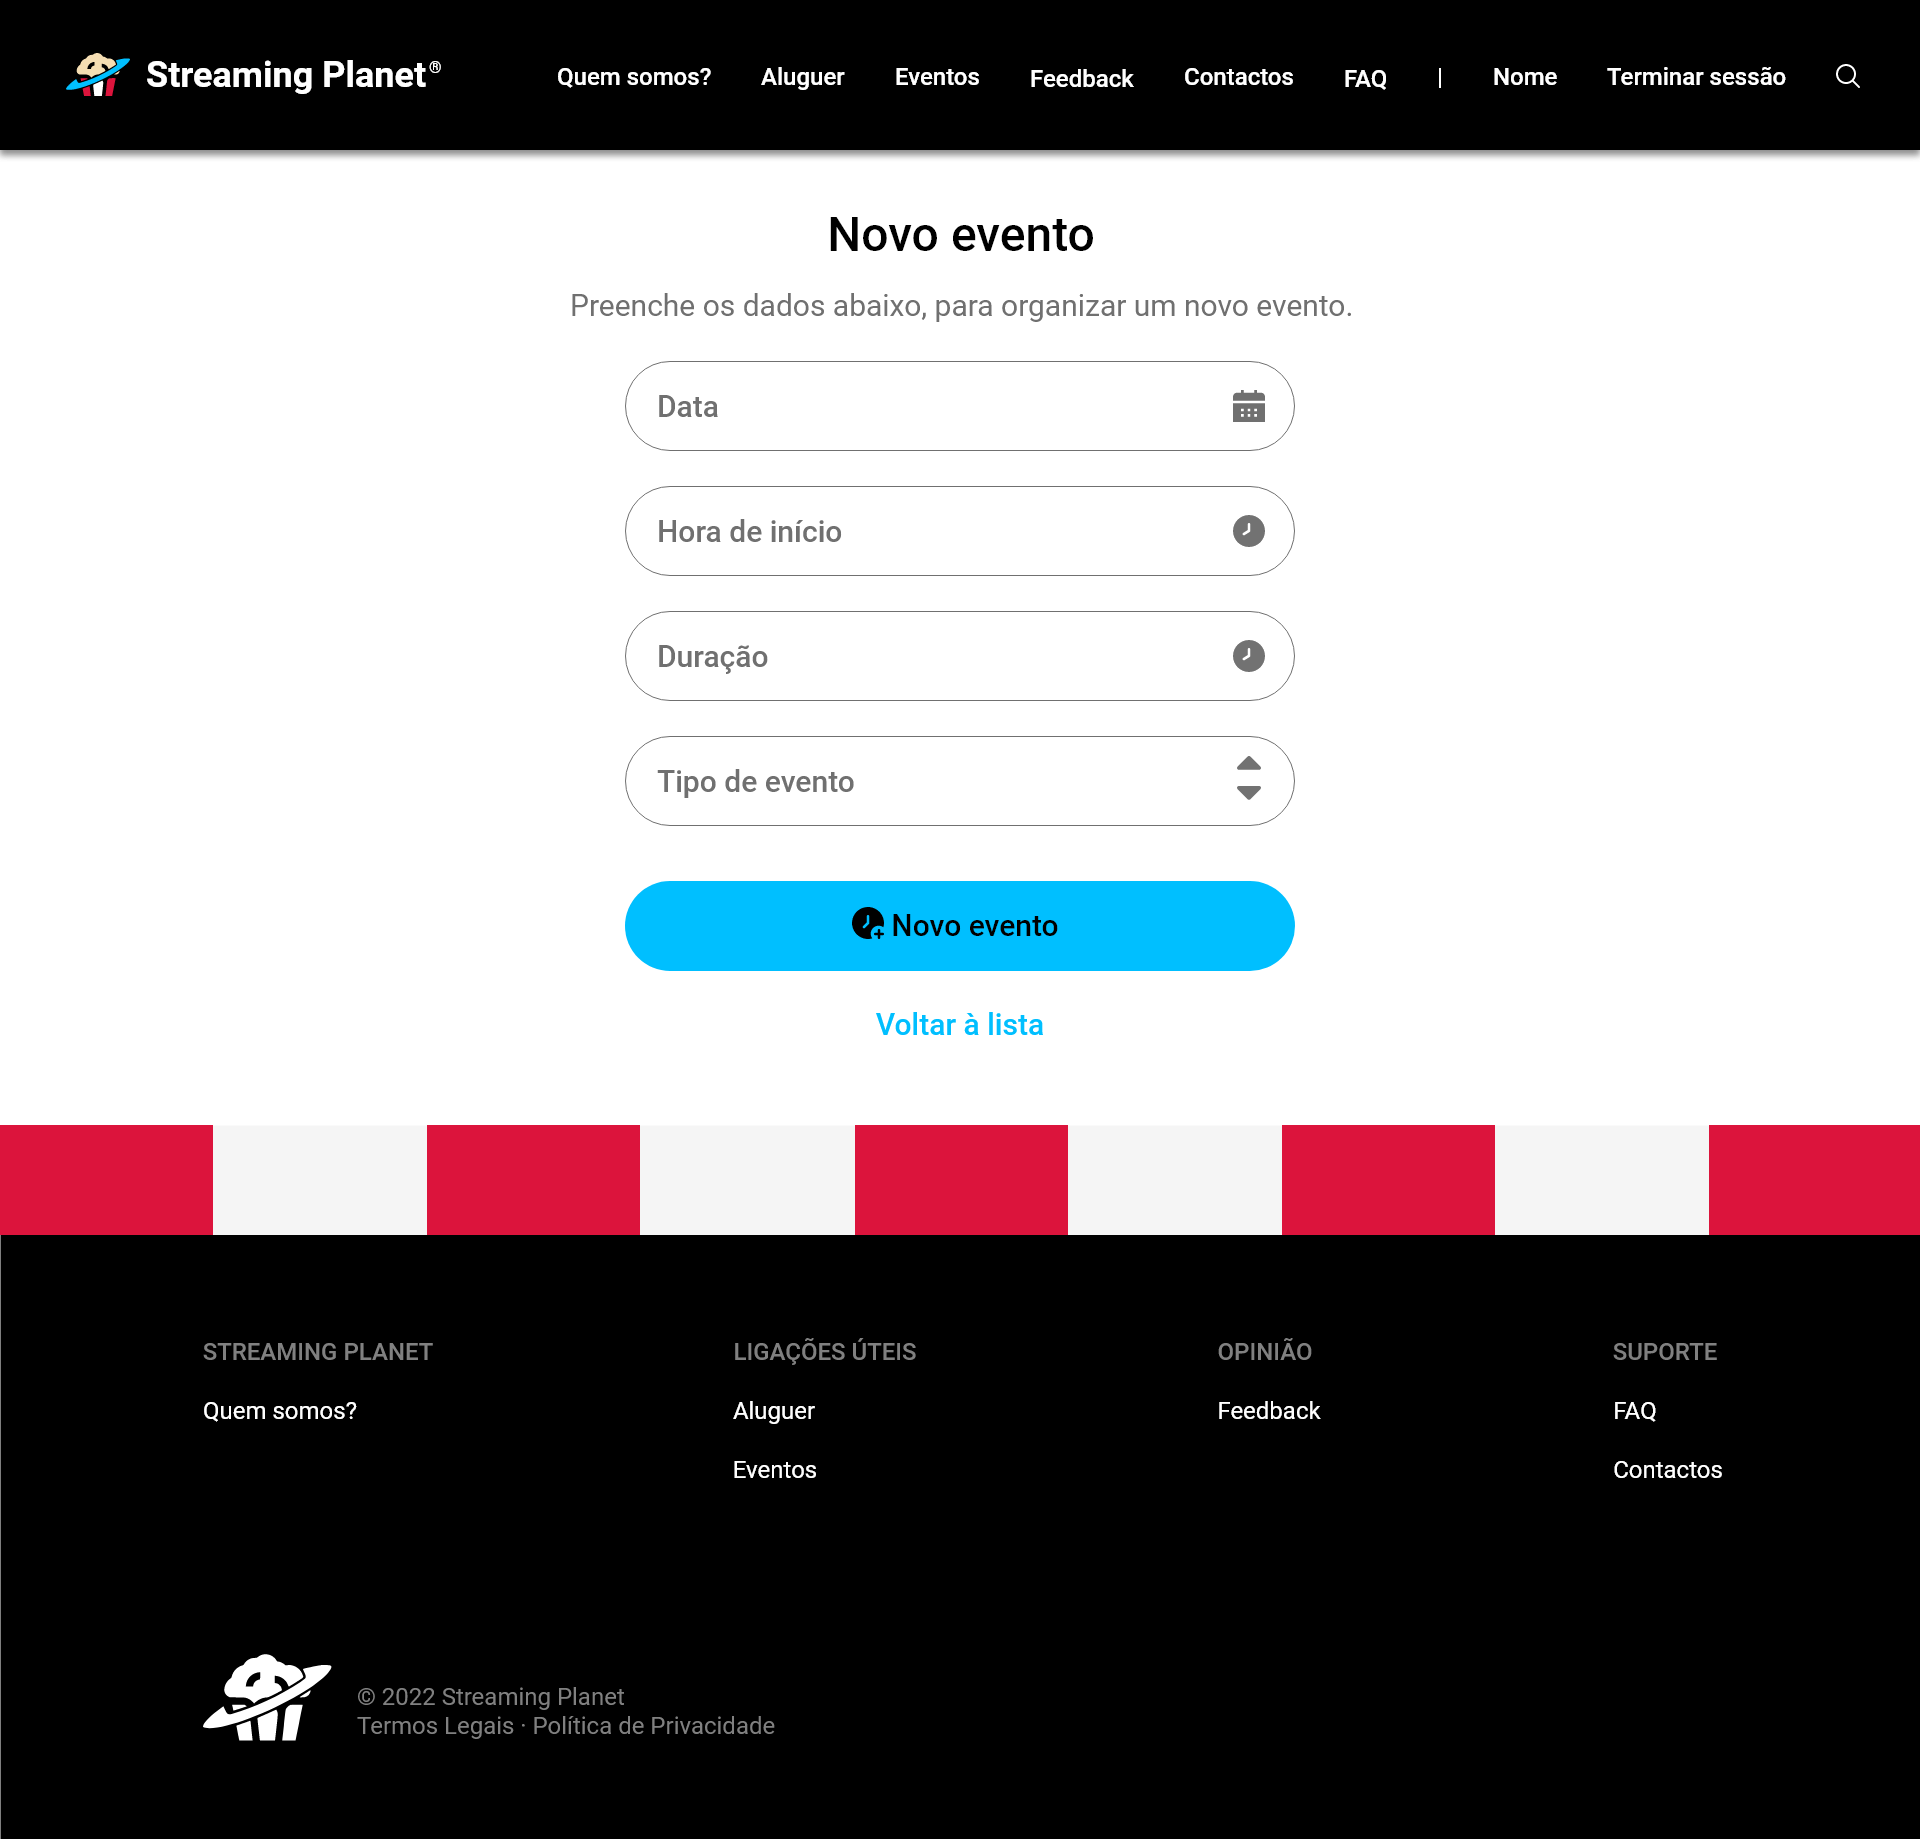 Streaming Planet®
Quem somos? Aluguer Eventos Feedback Contactos FAQ | Nome Terminar sessão
Novo evento
Preenche os dados abaixo, para organizar um novo evento.
Data
Hora de início
Duração
Tipo de evento
Novo evento
Voltar à lista
STREAMING PLANET
Quem somos?
LIGAÇÕES ÚTEIS
Aluguer
Eventos
OPINIÃO
Feedback
SUPORTE
FAQ
Contactos
© 2022 Streaming Planet
Termos Legais · Política de Privacidade